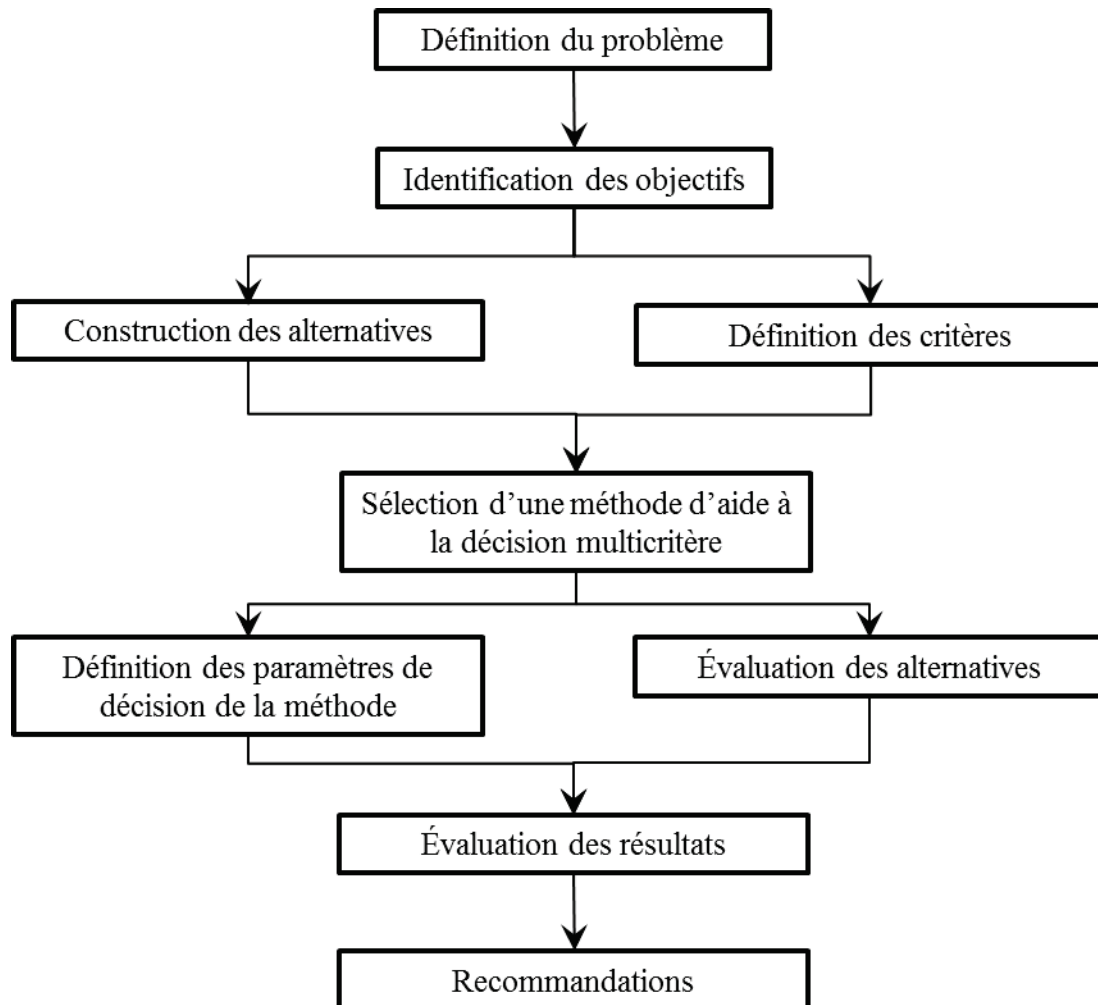 Définition du problème
Identification des objectifs
Construction des alternatives
Définition des critères
Sélection d’une méthode d’aide à
la décision multicritère
Définition des paramètres de
décision de la méthode
Évaluation des alternatives
Évaluation des résultats
Recommandations